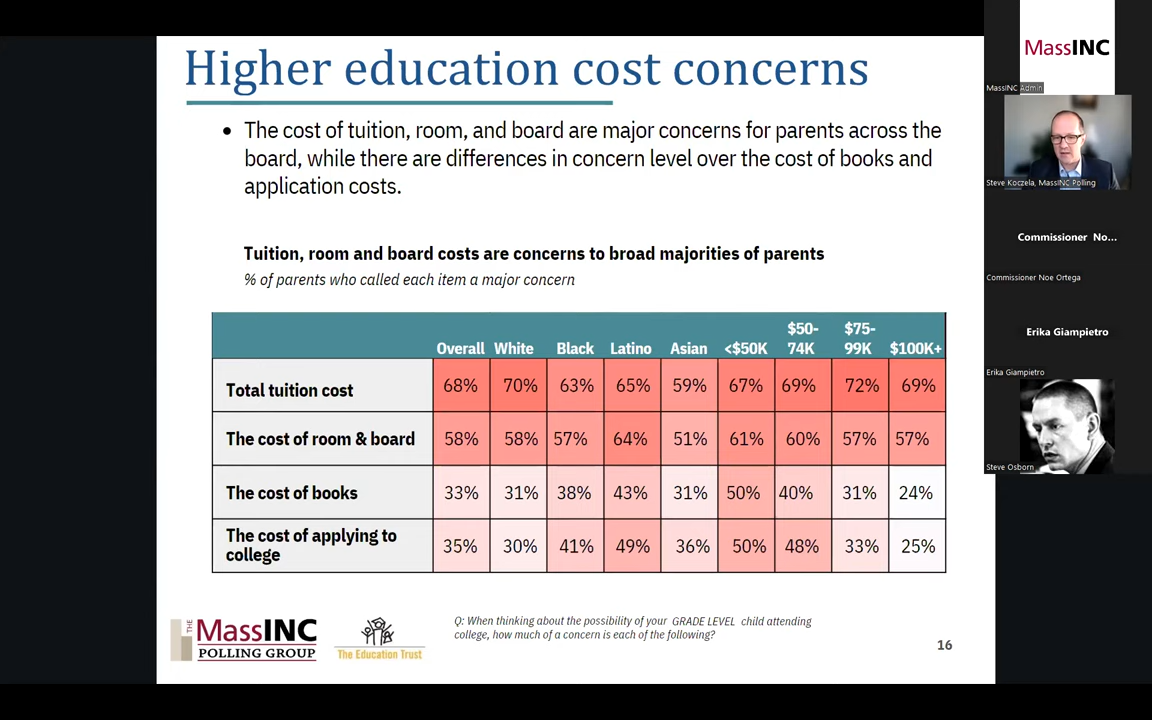 Higher education cost concerns
• The cost of tuition, room, and board are major concerns for parents across the
board, while there are differences in concern level over the cost of books and
application costs.
Tuition, room and board costs are concerns to broad majorities of parents
% of parents who called each item a major concern
Overall White Black Latino Asian <$50K $50-74K $75-99K $100K+
Total tuition cost 68% 70% 63% 65% 59% 67% 69% 72% 69%
The cost of room & board 58% 58% 57% 64% 51% 61% 60% 57% 57%
The cost of books 33% 31% 38% 43% 31% 50% 40% 31% 24%
The cost of applying to college 35% 30% 41% 49% 36% 50% 48% 33% 25%
Q: When thinking about the possibility of your GRADE LEVEL child attending
college, how much of a concern is each of the following?
THE MassINC
POLLING GROUP
The Education Trust
16
MassINC
MassINC Admin
Steve Koczela, MassINC Polling
Commissioner No...
Commissioner Noe Ortega
Erika Giampietro
Erika Giampietro
Steve Osborn